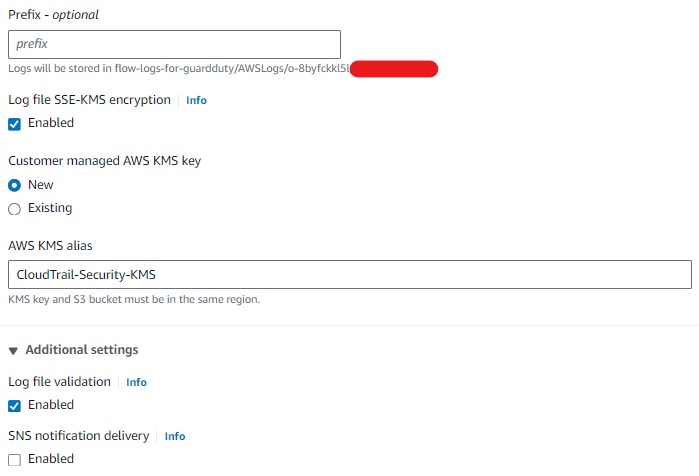 Prefix - optional
prefix
Logs will be stored in flow-logs-for-guardduty/AWSLogs/o-8byfckkl5l
Log file SSE-KMS encryption Info
Enabled
Customer managed AWS KMS key
New
Existing
AWS KMS alias
CloudTrail-Security-KMS
KMS key and S3 bucket must be in the same region.
Additional settings
Log file validation Info
Enabled
SNS notification delivery Info
Enabled